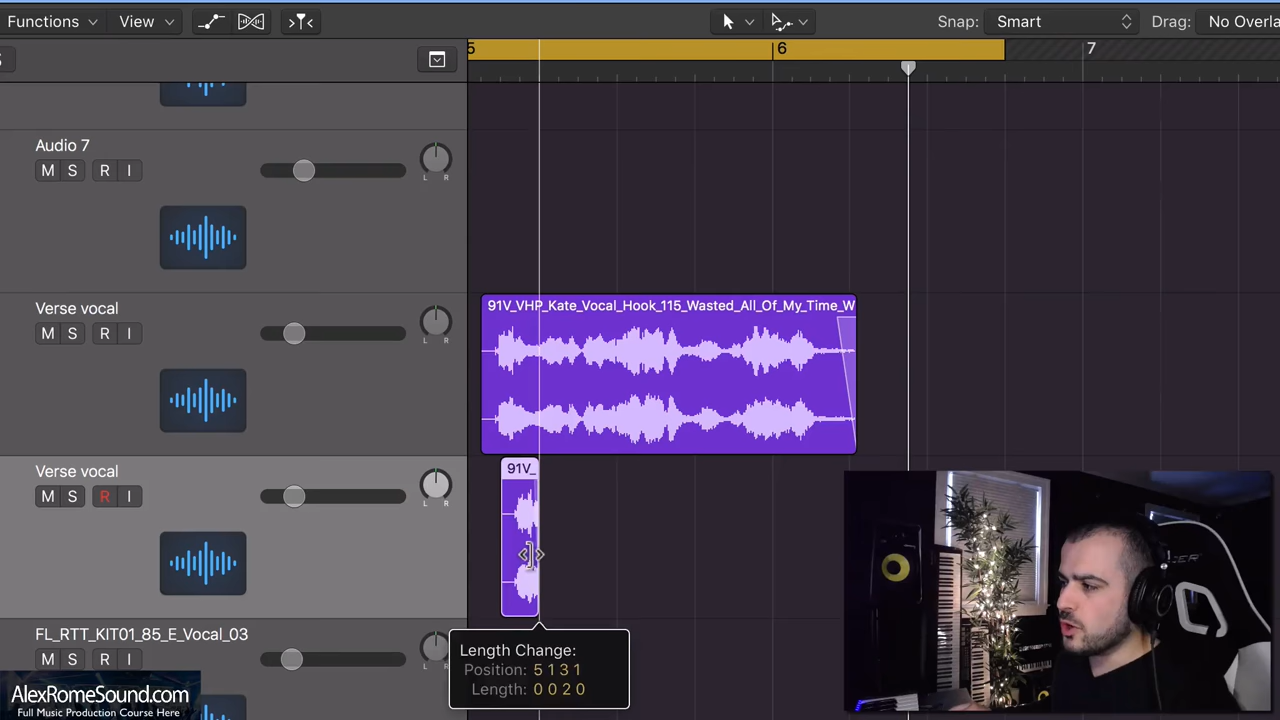 Functions
View
Snap: Smart
Drag: No Overla
5
6
7
Audio 7
M S R I
L R
91V_VHP_Kate_Vocal_Hook_115_Wasted_All_Of_My_Time_W
Verse vocal
M S R I
L R
91V_
Verse vocal
M S R I
L R
FL_RTT_KIT01_85_E_Vocal_03
M S R I
L R
Length Change:
Position: 5 1 3 1
Length: 0 0 2 0
AlexRomeSound.com
Full Music Production Course Here